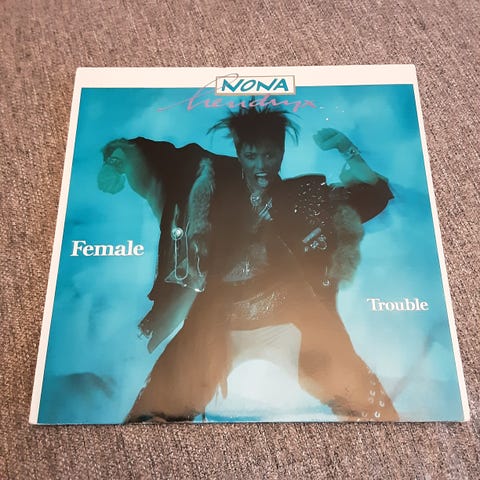 NONA
Hendryx
Female
Trouble